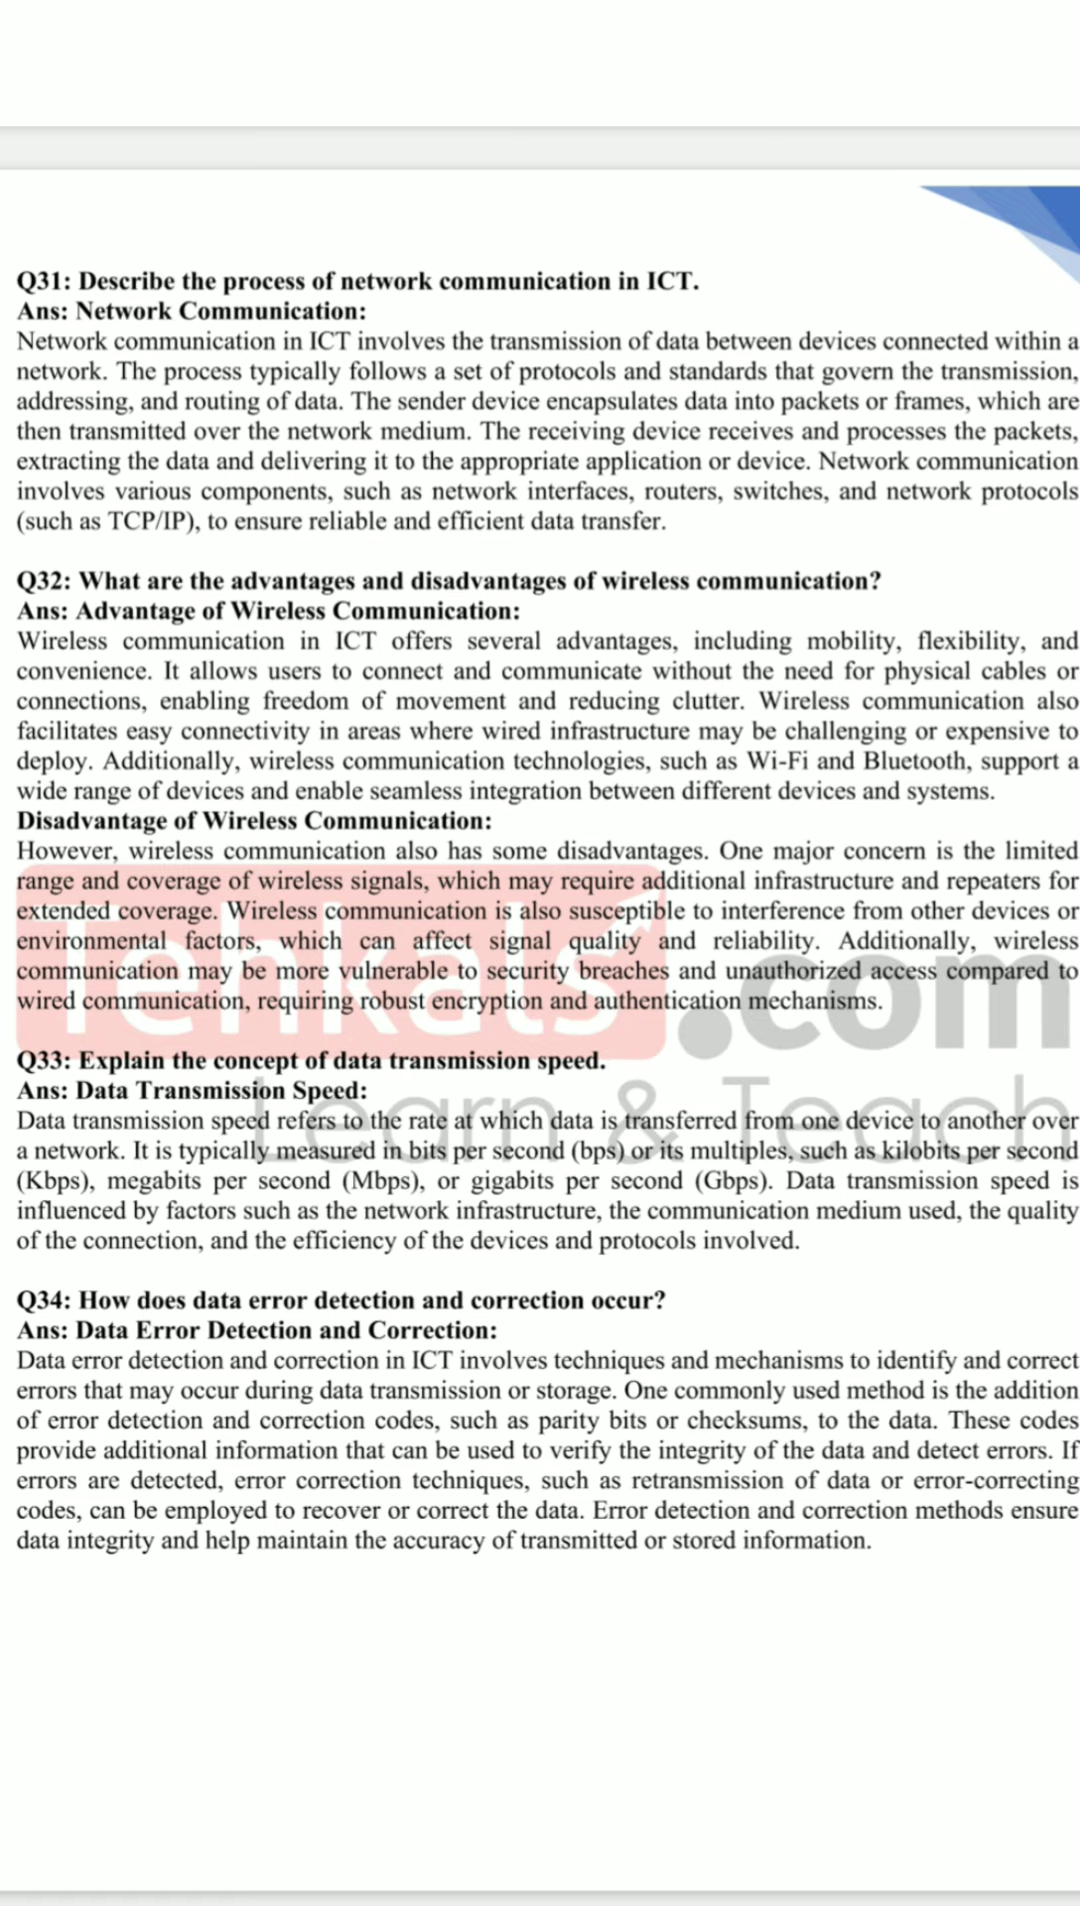 Q31: Describe the process of network communication in ICT.
Ans: Network Communication:
Network communication in ICT involves the transmission of data between devices connected within a
network. The process typically follows a set of protocols and standards that govern the transmission,
addressing, and routing of data. The sender device encapsulates data into packets or frames, which are
then transmitted over the network medium. The receiving device receives and processes the packets,
extracting the data and delivering it to the appropriate application or device. Network communication
involves various components, such as network interfaces, routers, switches, and network protocols
(such as TCP/IP), to ensure reliable and efficient data transfer.
Q32: What are the advantages and disadvantages of wireless communication?
Ans: Advantage of Wireless Communication:
Wireless communication in ICT offers several advantages, including mobility, flexibility, and
convenience. It allows users to connect and communicate without the need for physical cables or
connections, enabling freedom of movement and reducing clutter. Wireless communication also
facilitates easy connectivity in areas where wired infrastructure may be challenging or expensive to
deploy. Additionally, wireless communication technologies, such as Wi-Fi and Bluetooth, support a
wide range of devices and enable seamless integration between different devices and systems.
Disadvantage of Wireless Communication:
However, wireless communication also has some disadvantages. One major concern is the limited
range and coverage of wireless signals, which may require additional infrastructure and repeaters for
extended coverage. Wireless communication is also susceptible to interference from other devices or
environmental factors, which can affect signal quality and reliability. Additionally, wireless
communication may be more vulnerable to security breaches and unauthorized access compared to
wired communication, requiring robust encryption and authentication mechanisms.
Tehkals.com
Learn & Teach
Q33: Explain the concept of data transmission speed.
Ans: Data Transmission Speed:
Data transmission speed refers to the rate at which data is transferred from one device to another over
a network. It is typically measured in bits per second (bps) or its multiples, such as kilobits per second
(Kbps), megabits per second (Mbps), or gigabits per second (Gbps). Data transmission speed is
influenced by factors such as the network infrastructure, the communication medium used, the quality
of the connection, and the efficiency of the devices and protocols involved.
Q34: How does data error detection and correction occur?
Ans: Data Error Detection and Correction:
Data error detection and correction in ICT involves techniques and mechanisms to identify and correct
errors that may occur during data transmission or storage. One commonly used method is the addition
of error detection and correction codes, such as parity bits or checksums, to the data. These codes
provide additional information that can be used to verify the integrity of the data and detect errors. If
errors are detected, error correction techniques, such as retransmission of data or error-correcting
codes, can be employed to recover or correct the data. Error detection and correction methods ensure
data integrity and help maintain the accuracy of transmitted or stored information.